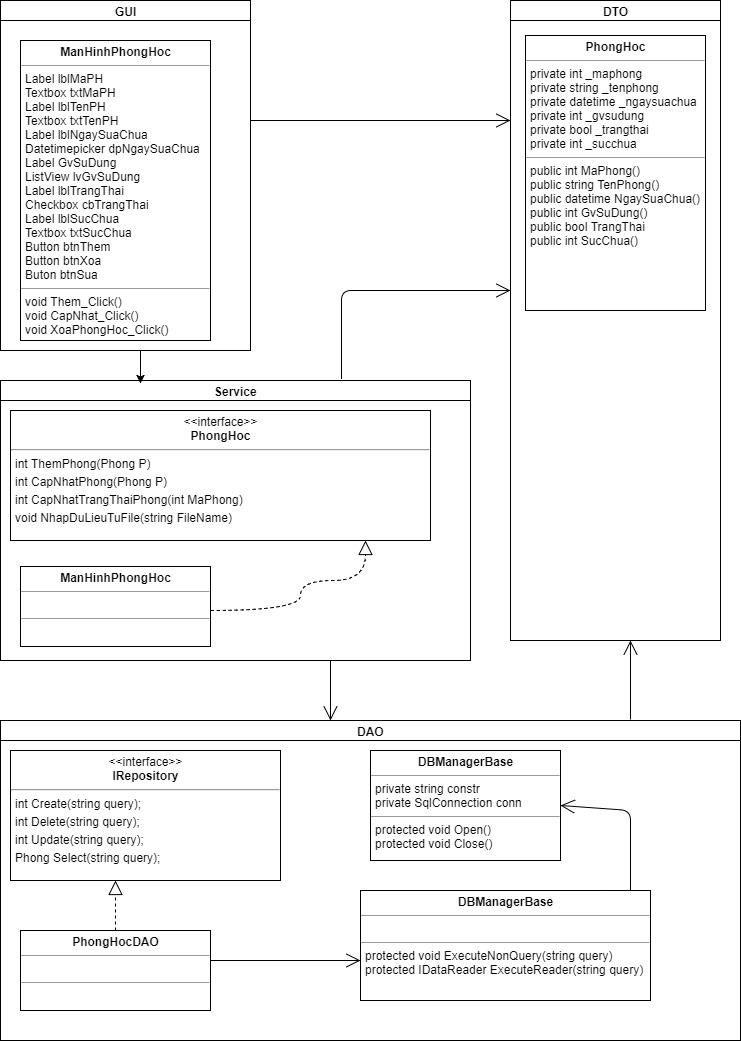 GUI
ManHinhPhongHoc
Label lblMaPH
Textbox txtMaPH
Label lblTenPH
Textbox txtTenPH
Label lblNgaySuaChua
Datetimepicker dpNgaySuaChua
Label GvSuDung
ListView lvGvSuDung
Label lblTrangThai
Checkbox cbTrangThai
Label lblSucChua
Textbox txtSucChua
Button btnThem
Button btnXoa
Buton btnSua
void Them_Click()
void CapNhat_Click()
void XoaPhongHoc_Click()
DTO
PhongHoc
private int _maphong
private string _tenphong
private datetime _ngaysuachua
private int _gvsudung
private bool _trangthai
private int _succhua
public int MaPhong()
public string TenPhong()
public datetime NgaySuaChua()
public int GvSuDung()
public bool TrangThai
public int SucChua()
Service
<<interface>>
PhongHoc
int ThemPhong(Phong P)
int CapNhatPhong(Phong P)
int CapNhatTrangThaiPhong(int MaPhong)
void NhapDuLieuTuFile(string FileName)
ManHinhPhongHoc
DAO
<<interface>>
IRepository
int Create(string query);
int Delete(string query);
int Update(string query);
Phong Select(string query);
DBManagerBase
private string constr
private SqlConnection conn
protected void Open()
protected void Close()
PhongHocDAO
DBManagerBase
protected void ExecuteNonQuery(string query)
protected IDataReader ExecuteReader(string query)